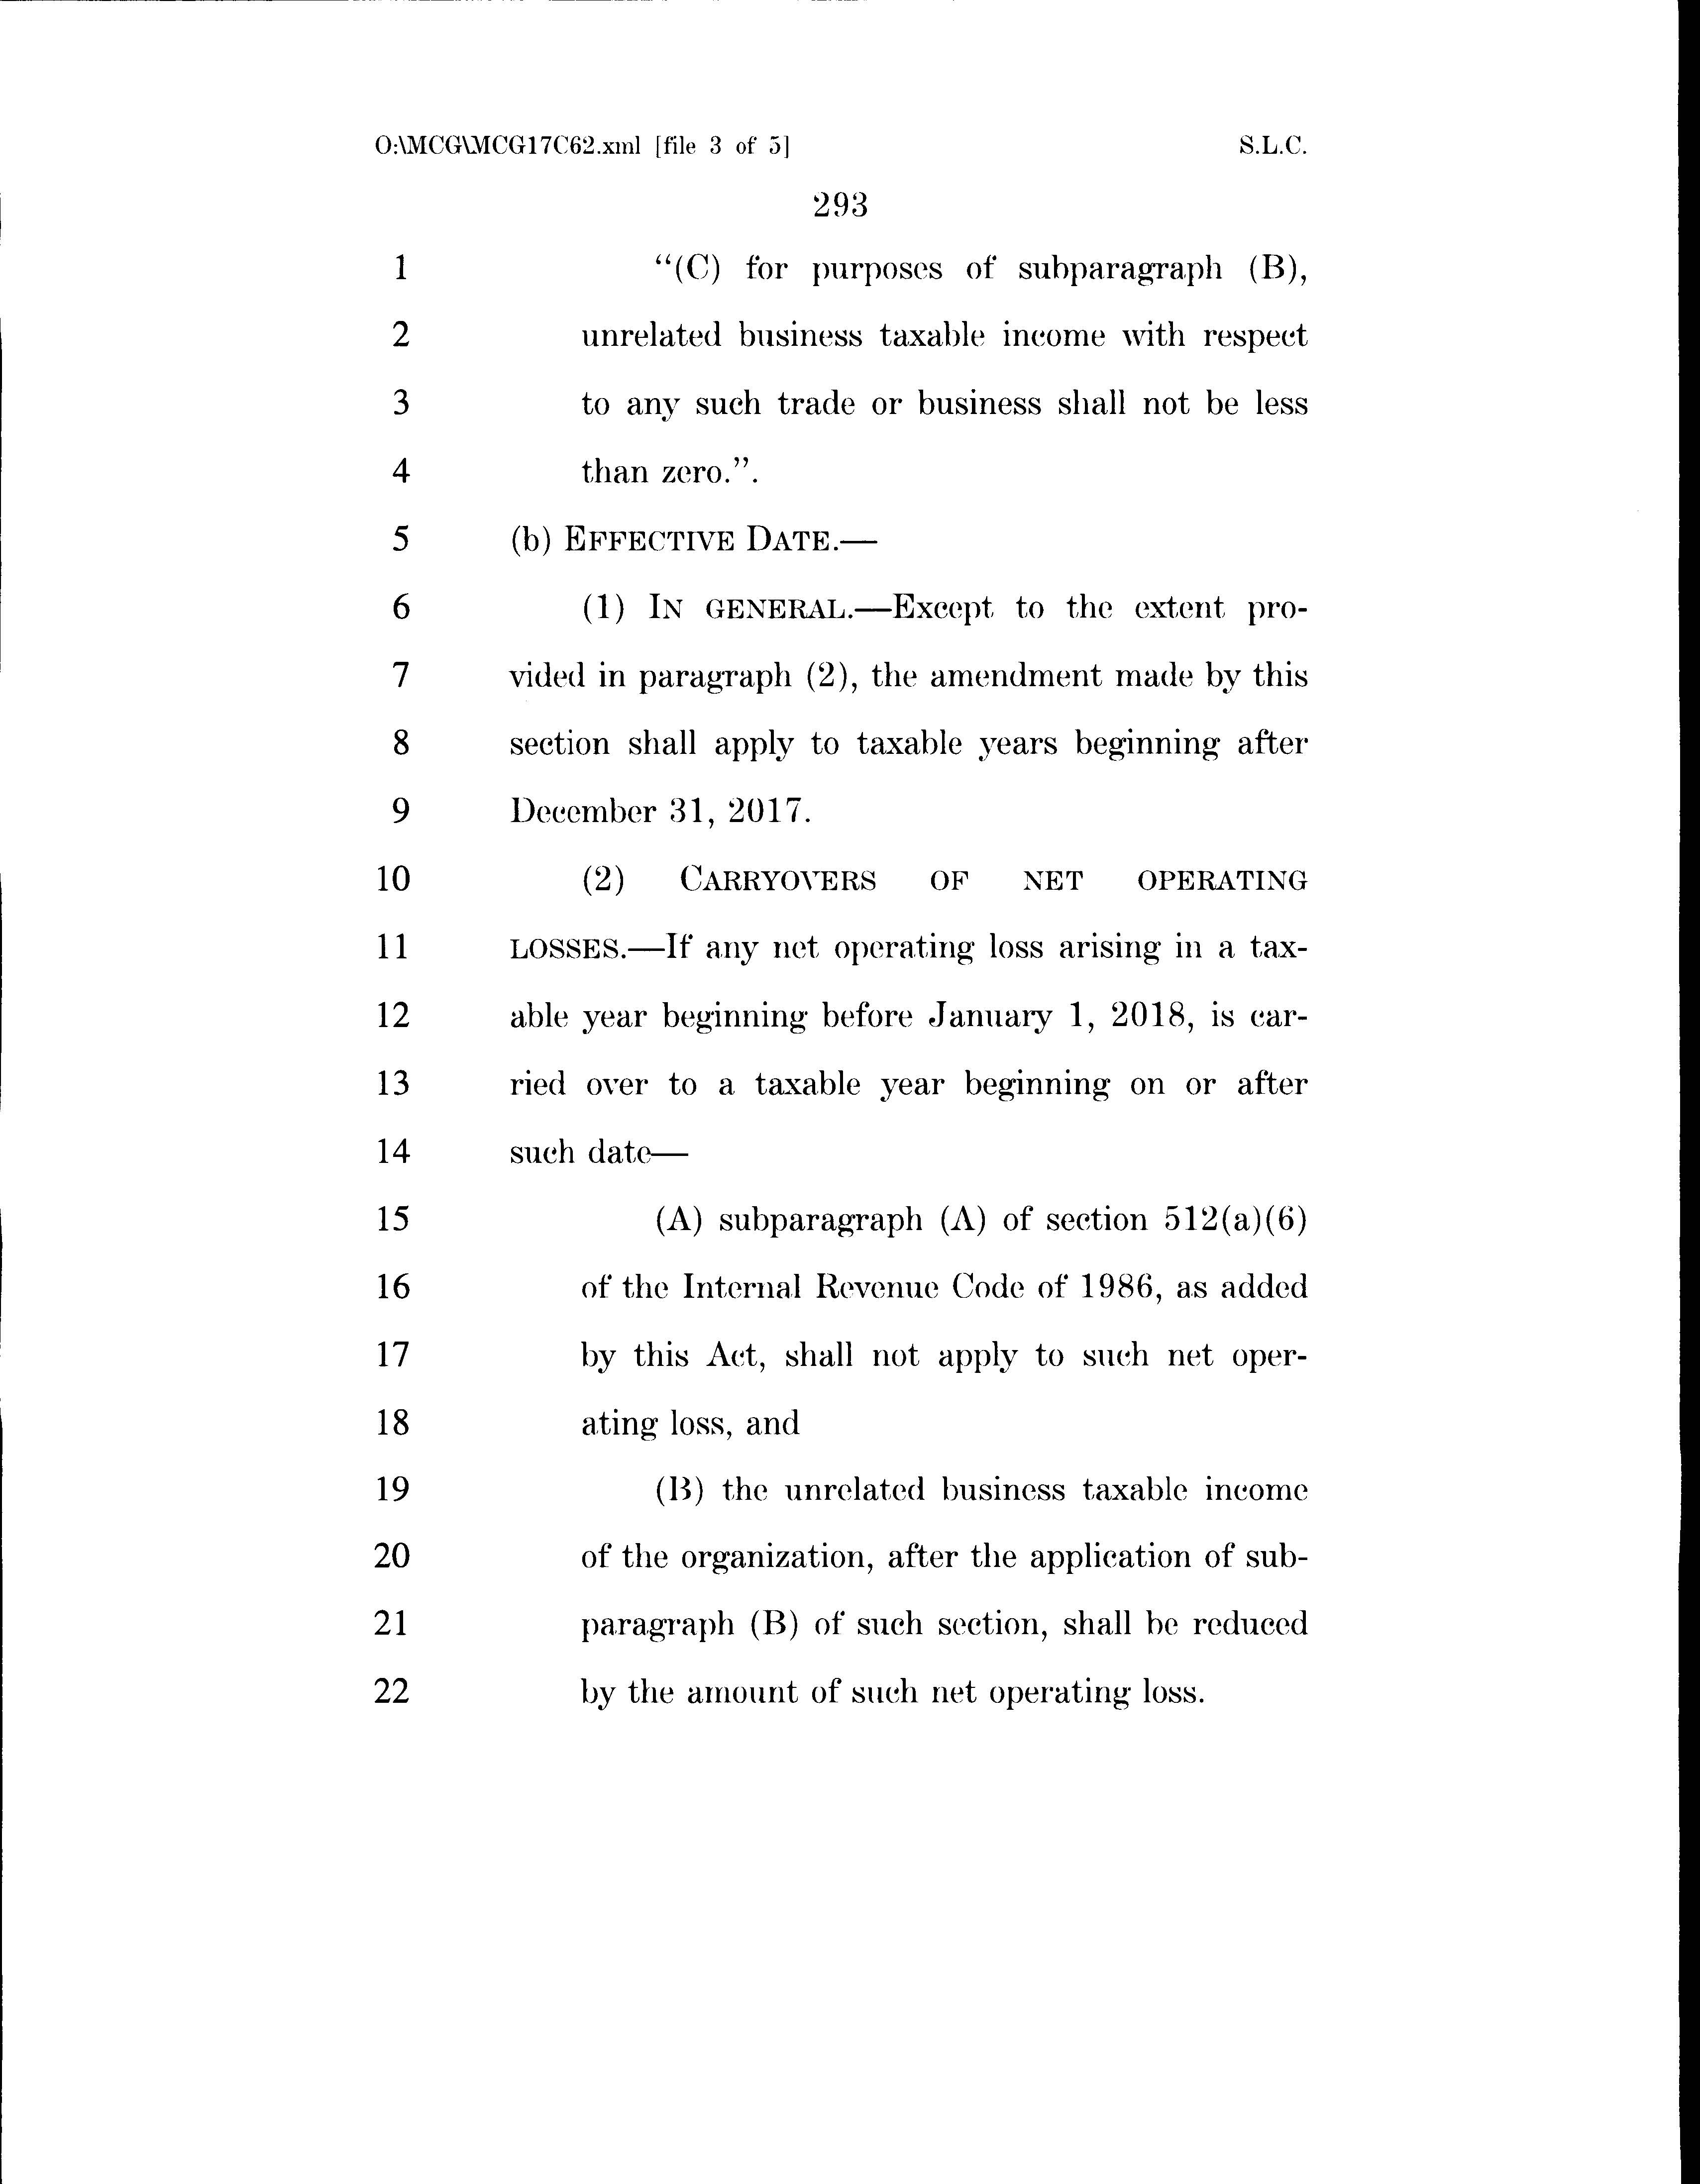 O:\MCG\MCG17C62.xml [file 3 of 5] S.L.C.
293
1 “(C) for purposes of subparagraph (B),
2 unrelated business taxable income with respect
3 to any such trade or business shall not be less
4 than zero.”.
5 (b) EFFECTIVE DATE.—
6 (1) IN GENERAL.—Except to the extent pro-
7 vided in paragraph (2), the amendment made by this
8 section shall apply to taxable years beginning after
9 December 31, 2017.
10 (2) CARRYOVERS OF NET OPERATING
11 LOSSES.—If any net operating loss arising in a tax-
12 able year beginning before January 1, 2018, is car-
13 ried over to a taxable year beginning on or after
14 such date—
15 (A) subparagraph (A) of section 512(a)(6)
16 of the Internal Revenue Code of 1986, as added
17 by this Act, shall not apply to such net oper-
18 ating loss, and
19 (B) the unrelated business taxable income
20 of the organization, after the application of sub-
21 paragraph (B) of such section, shall be reduced
22 by the amount of such net operating loss.